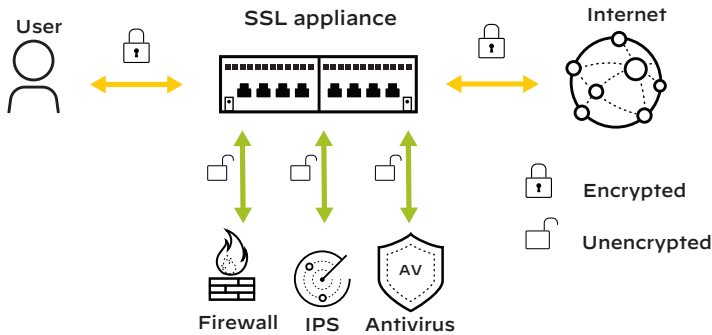 User
SSL appliance
Internet
Encrypted
Unencrypted
AV
Firewall
IPS
Antivirus